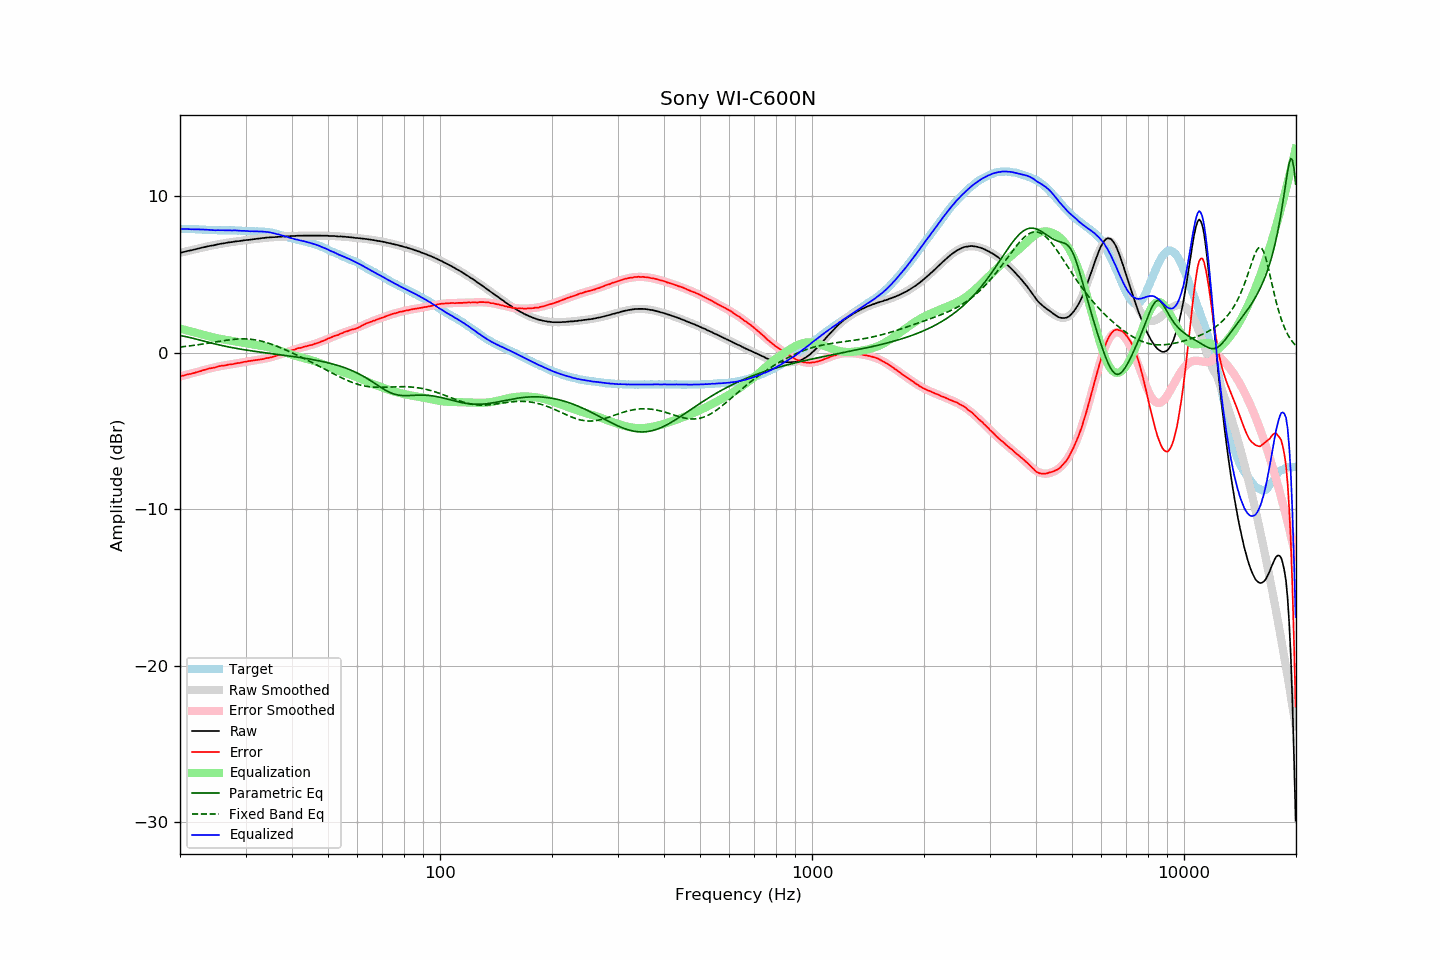 Sony WI-C600N
10
0
−10
−20
−30
Amplitude (dBr)
Target
Raw Smoothed
Error Smoothed
Raw
Error
Equalization
Parametric Eq
Fixed Band Eq
Equalized
100
1000
10000
Frequency (Hz)